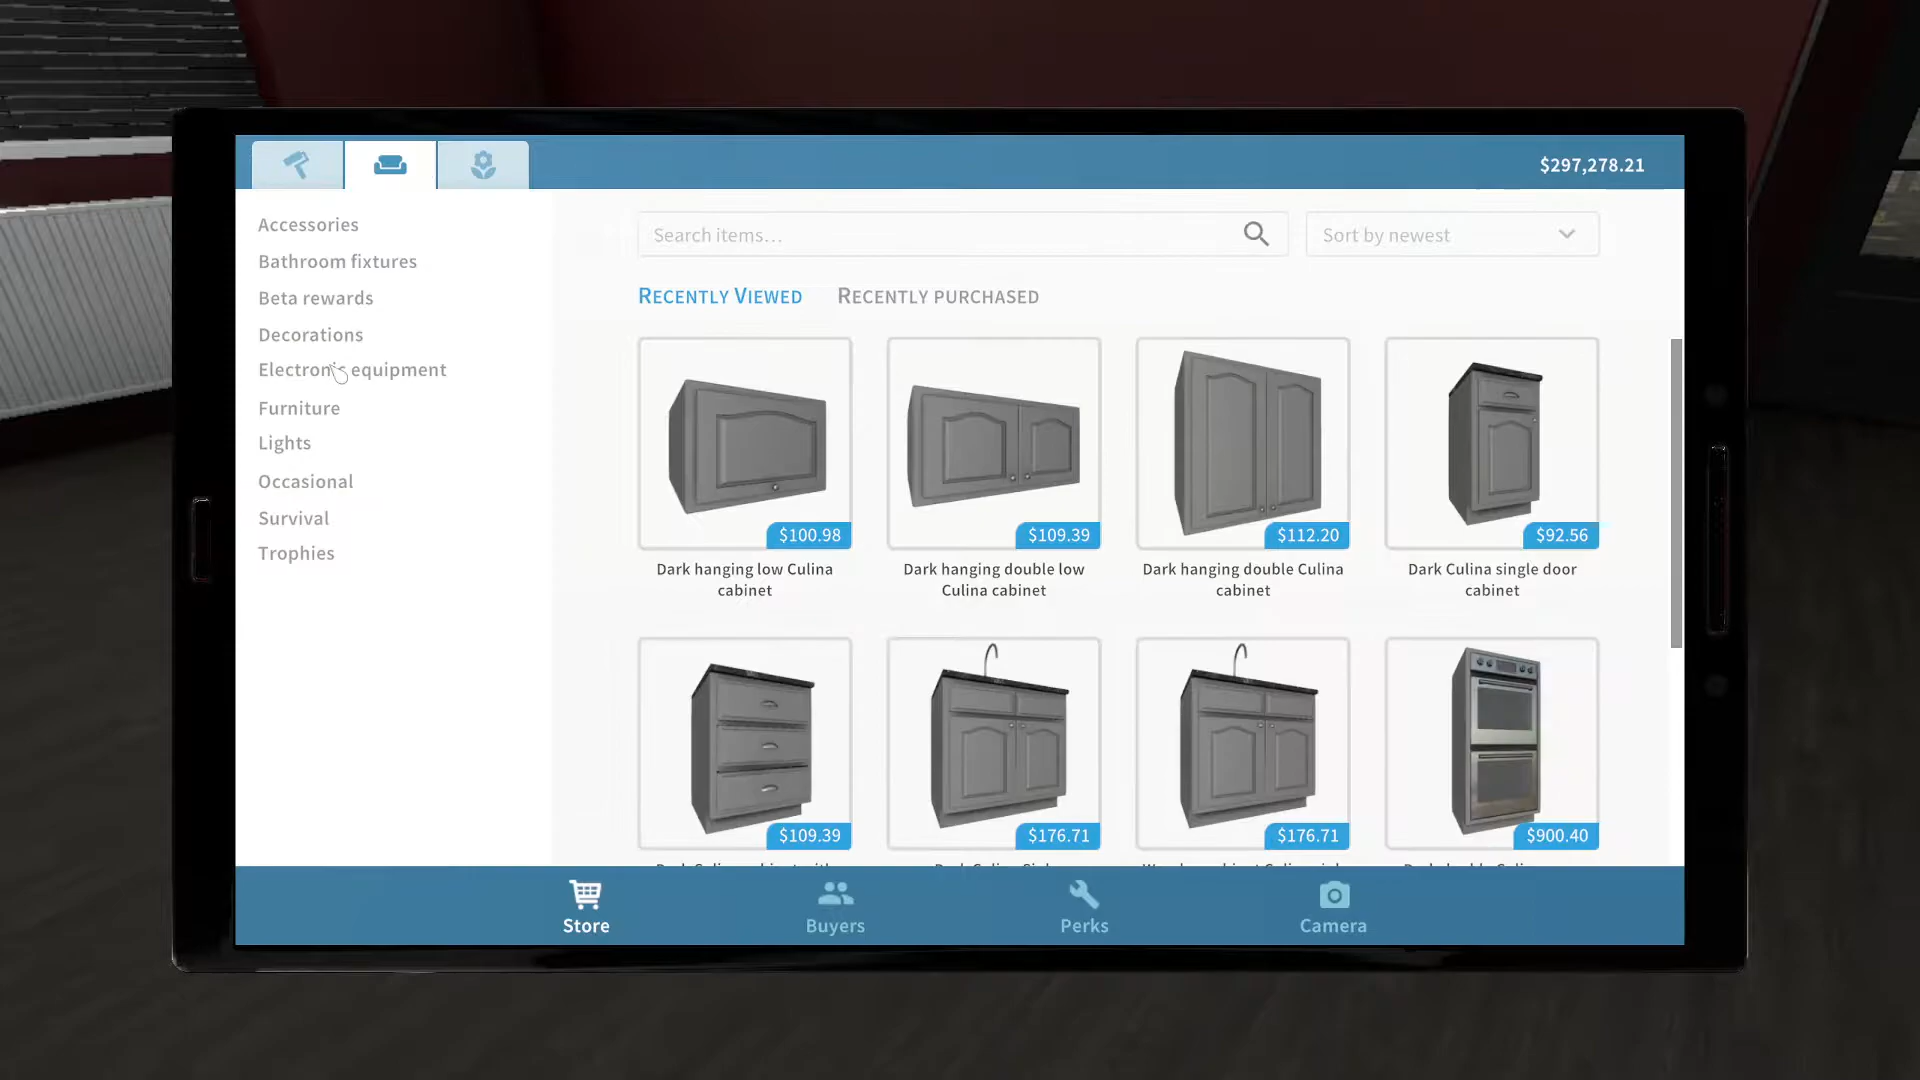 $297,278.21
Accessories
Bathroom fixtures
Beta rewards
Decorations
Electronic equipment
Furniture
Lights
Occasional
Survival
Trophies
Search items...
Sort by newest
RECENTLY VIEWED
RECENTLY PURCHASED
$100.98
$109.39
$112.20
$92.56
Dark hanging low Culina
cabinet
Dark hanging double low
Culina cabinet
Dark hanging double Culina
cabinet
Dark Culina single door
cabinet
$109.39
$176.71
$176.71
$900.40
Store
Buyers
Perks
Camera